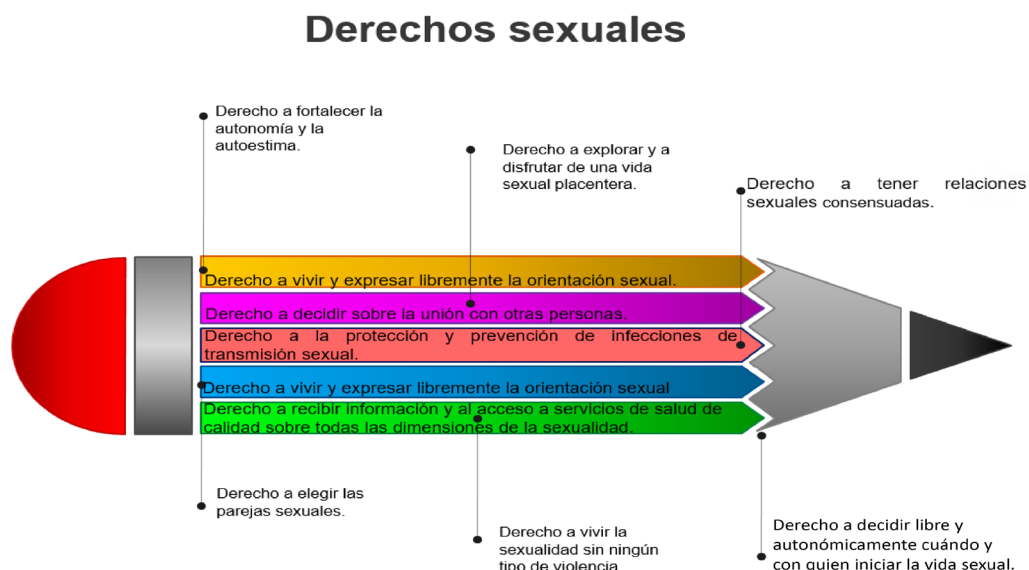 Derechos sexuales
Derecho a fortalecer la
autonomía y la
autoestima.
Derecho a explorar y a
disfrutar de una vida
sexual placentera.
Derecho a tener relaciones
sexuales consensuadas.
Derecho a vivir y expresar libremente la orientación sexual.
Derecho a decidir sobre la unión con otras personas.
Derecho a la protección y prevención de infecciones de
transmisión sexual.
Derecho a vivir y expresar libremente la orientación sexual
Derecho a recibir información y al acceso a servicios de salud de
calidad sobre todas las dimensiones de la sexualidad.
Derecho a elegir las
parejas sexuales.
Derecho a vivir la
sexualidad sin ningún
tipo de violencia
Derecho a decidir libre y
autonómicamente cuándo y
con quien iniciar la vida sexual.